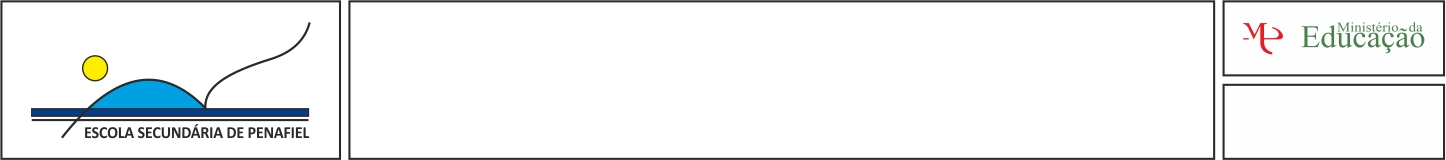 ESCOLA SECUNDÁRIA DE PENAFIEL
Ministério da
Educação